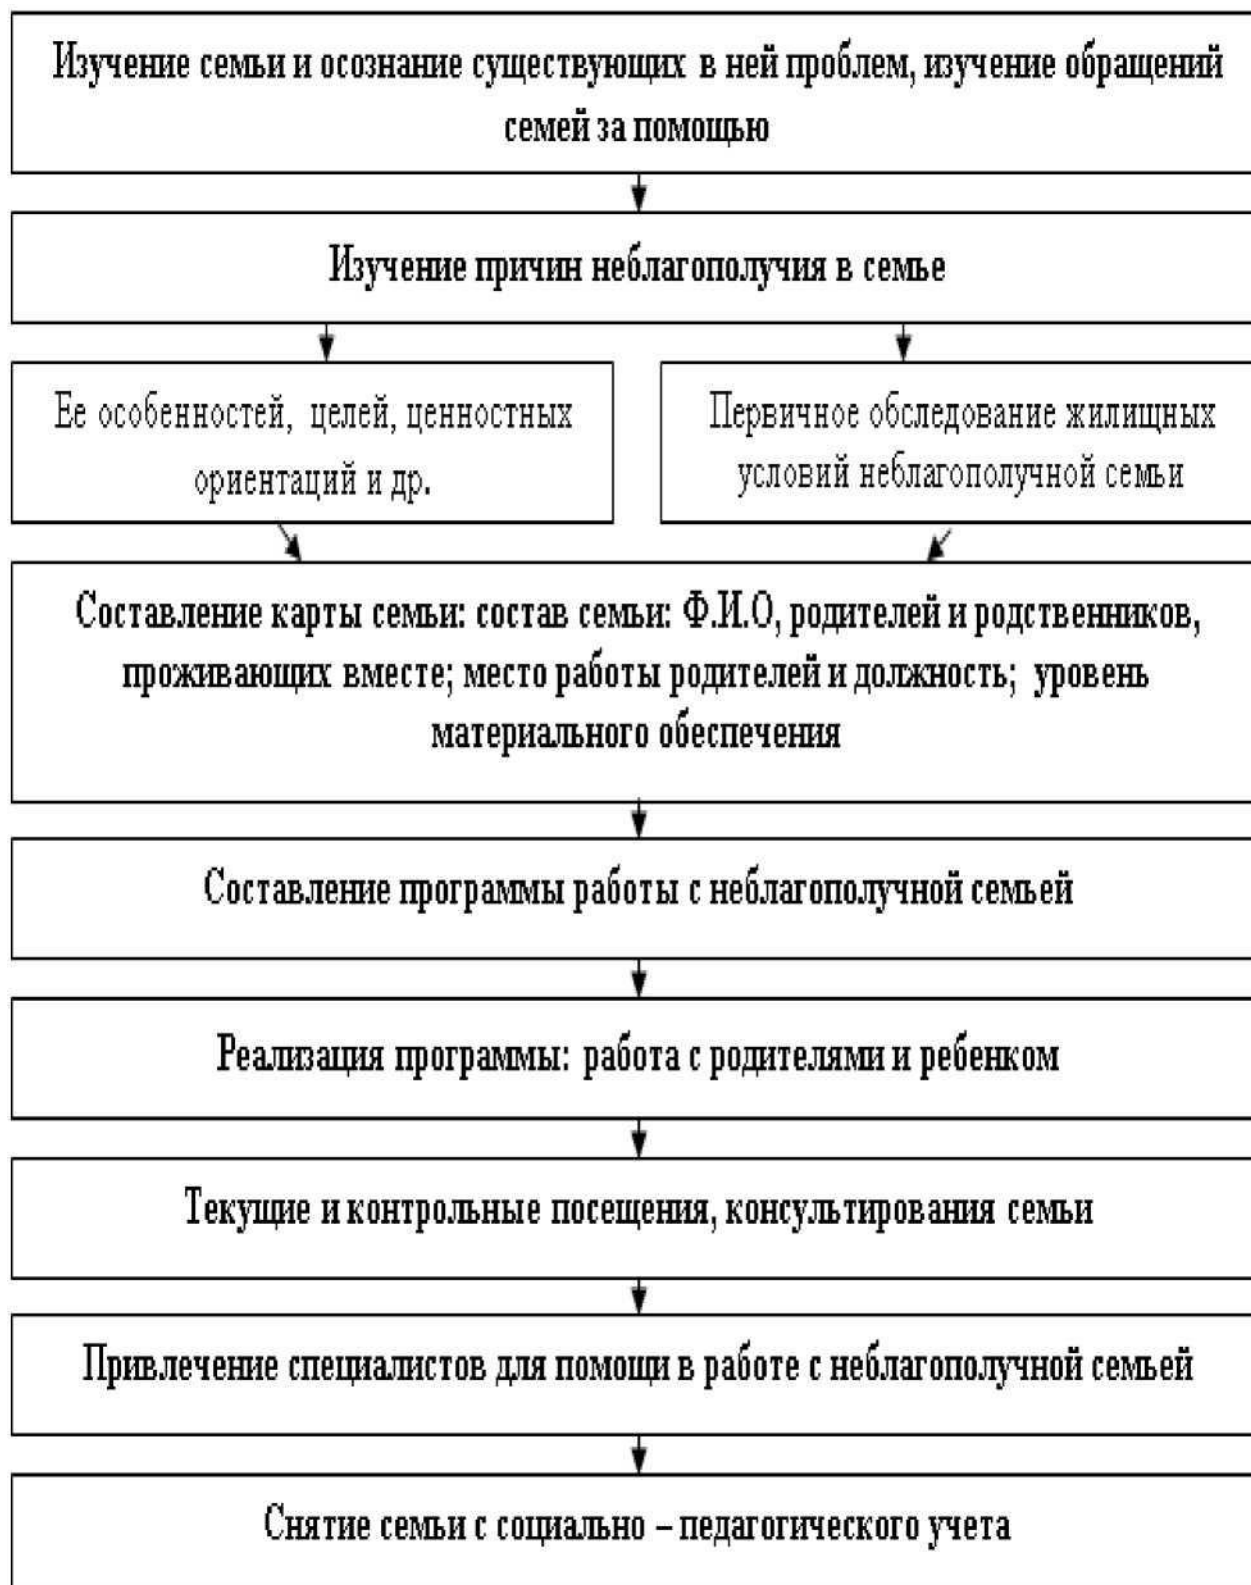 Изучение семьи и осознание существующих в ней проблем, изучение обращений
семей за помощью
Изучение причин неблагополучия в семье
Ее особенностей, целей, ценностных
ориентаций и др.
Первичное обследование жилищных
условий неблагополучной семьи
Составление карты семьи: состав семьи: Ф.И.О, родителей и родственников,
проживающих вместе; место работы родителей и должность; уровень
материального обеспечения
Составление программы работы с неблагополучной семьей
Реализация программы: работа с родителями и ребенком
Текущие и контрольные посещения, консультирования семьи
Привлечение специалистов для помощи в работе с неблагополучной семьей
Снятие семьи с социально – педагогического учета